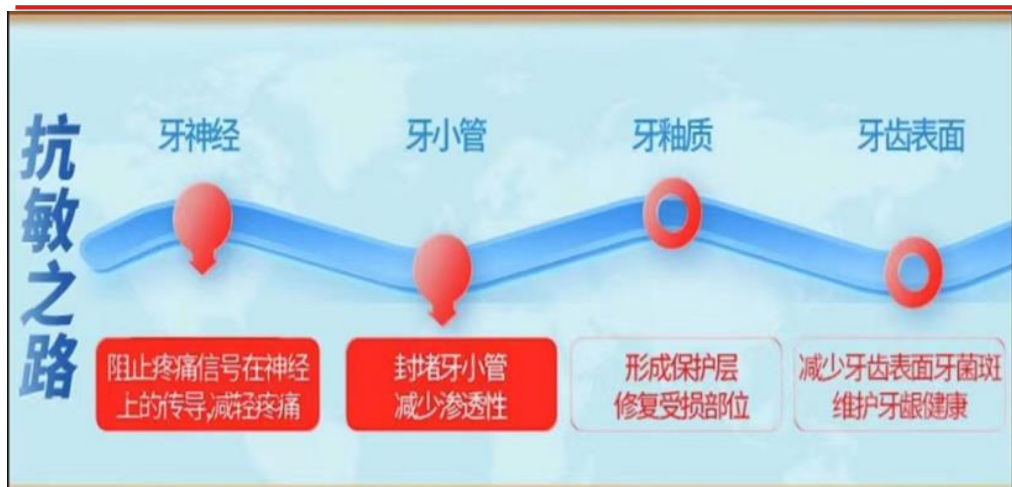 抗敏之路
牙神经
牙小管
牙釉质
牙齿表面
阻止疼痛信号在神经
上的传导,减轻疼痛
封堵牙小管
减少渗透性
形成保护层
修复受损部位
减少牙齿表面牙菌斑
维护牙龈健康